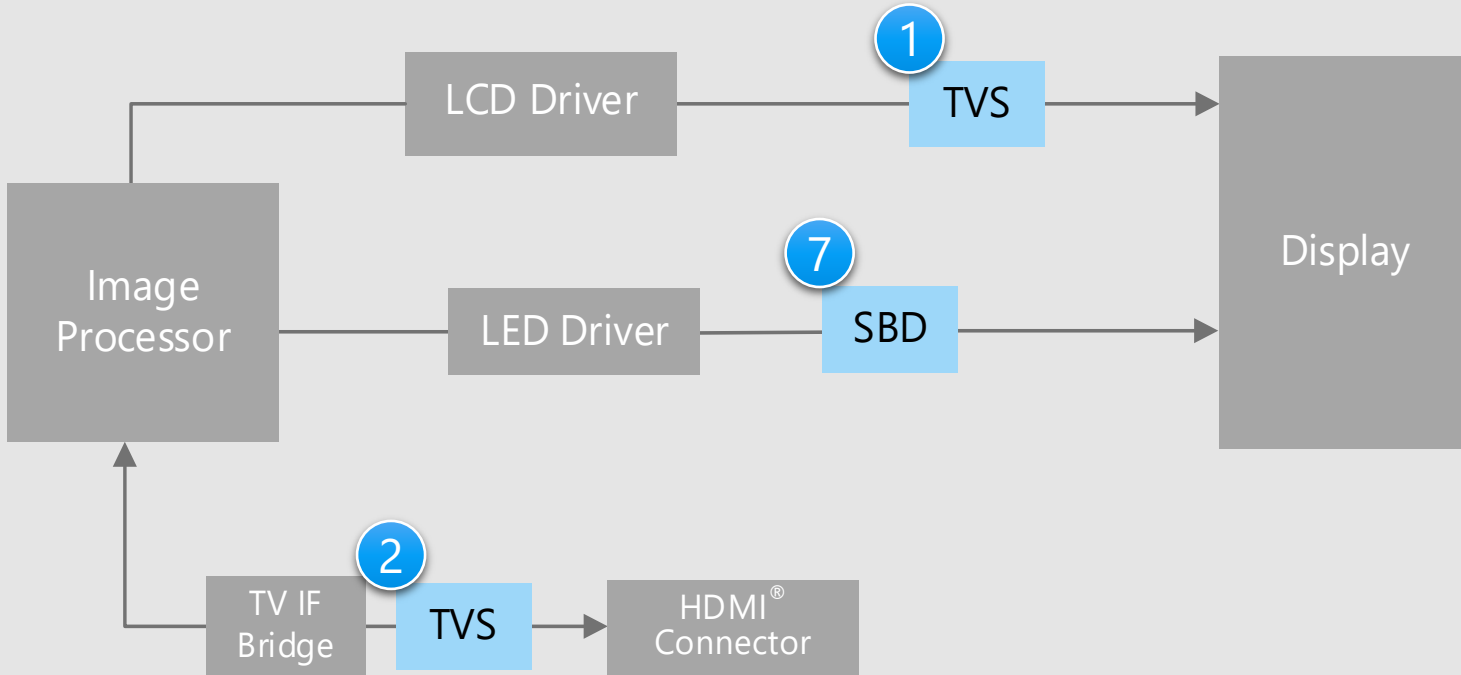 1
LCD Driver
TVS
Image
Processor
7
LED Driver
SBD
Display
2
TV IF
Bridge
TVS
HDMI®
Connector